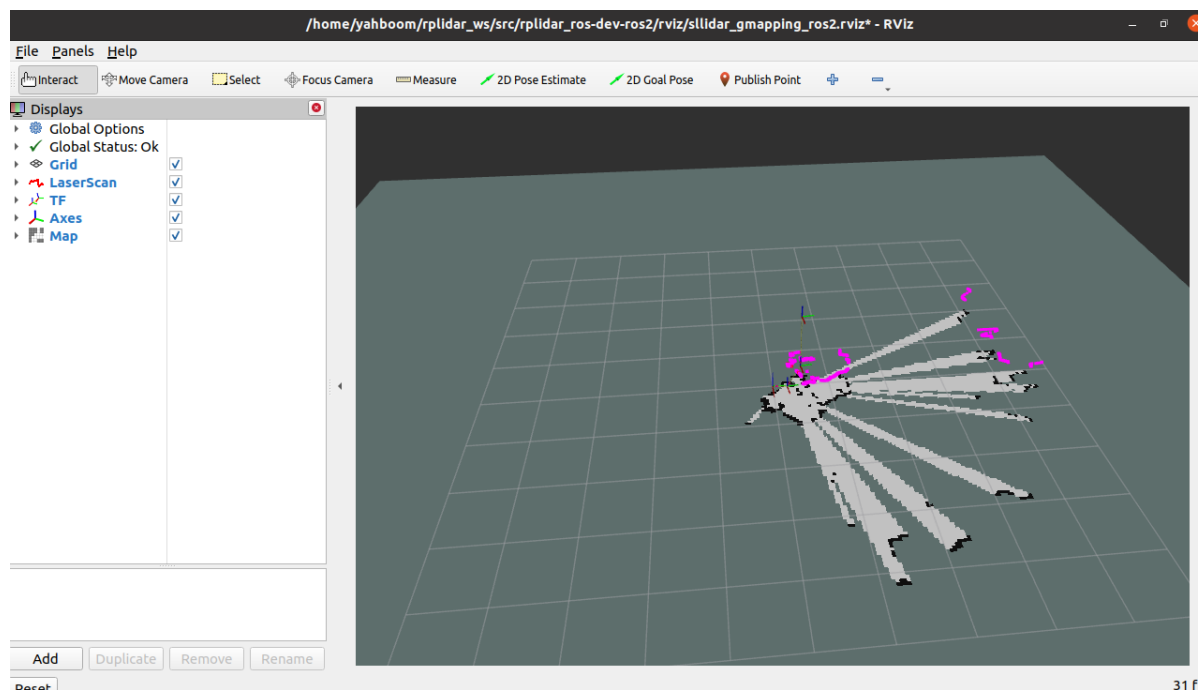 /home/yahboom/rplidar_ws/src/rplidar_ros-dev-ros2/rviz/sllidar_gmapping_ros2.rviz* - RViz
File Panels Help
Interact Move Camera Select Focus Camera Measure 2D Pose Estimate 2D Goal Pose Publish Point
Displays
Global Options
Global Status: Ok
Grid
LaserScan
TF
Axes
Map
Add Duplicate Remove Rename
Reset
31 f